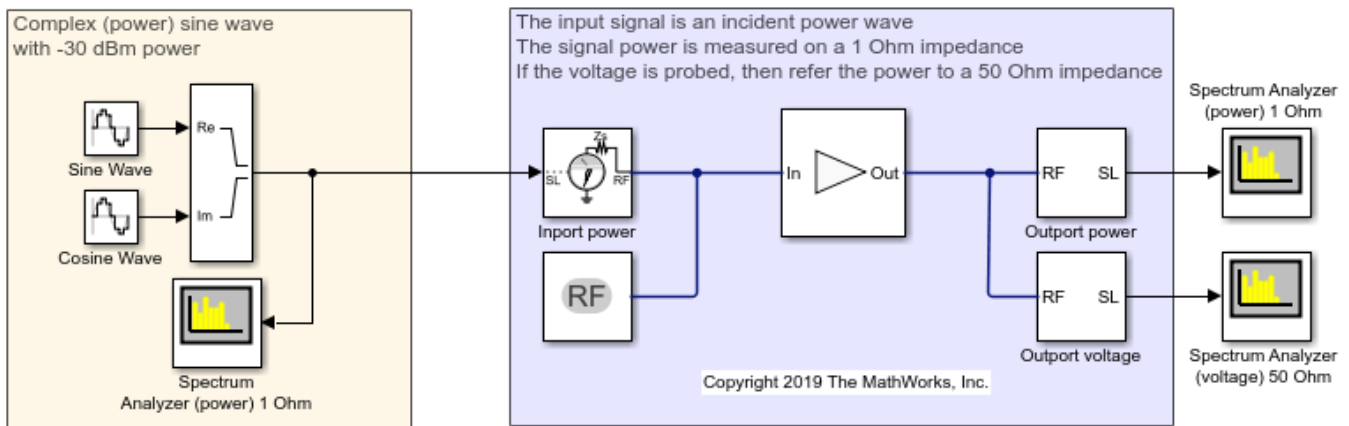 Complex (power) sine wave
with -30 dBm power
Re
Sine Wave
Im
Cosine Wave
Spectrum
Analyzer (power) 1 Ohm
The input signal is an incident power wave
The signal power is measured on a 1 Ohm impedance
If the voltage is probed, then refer the power to a 50 Ohm impedance
Zs
SL
RF
Inport power
RF
In
Out
RF SL
Outport power
RF SL
Outport voltage
Copyright 2019 The MathWorks, Inc.
Spectrum Analyzer
(power) 1 Ohm
Spectrum Analyzer
(voltage) 50 Ohm